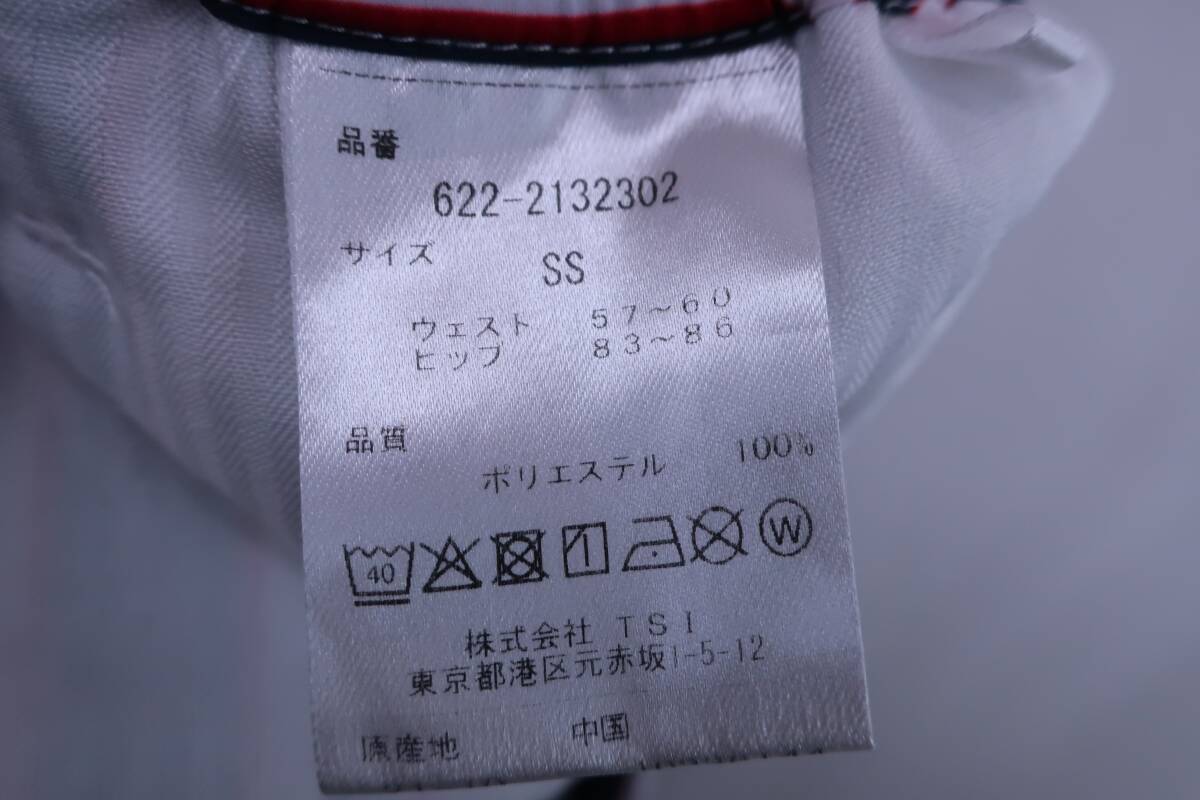 品番
622-2132302
サイズ
SS
ウェスト 57～60
ヒップ 83～86
品質
ポリエステル 100%
40
W
株式会社 TSI
東京都港区元赤坂1-5-12
原産地 中国